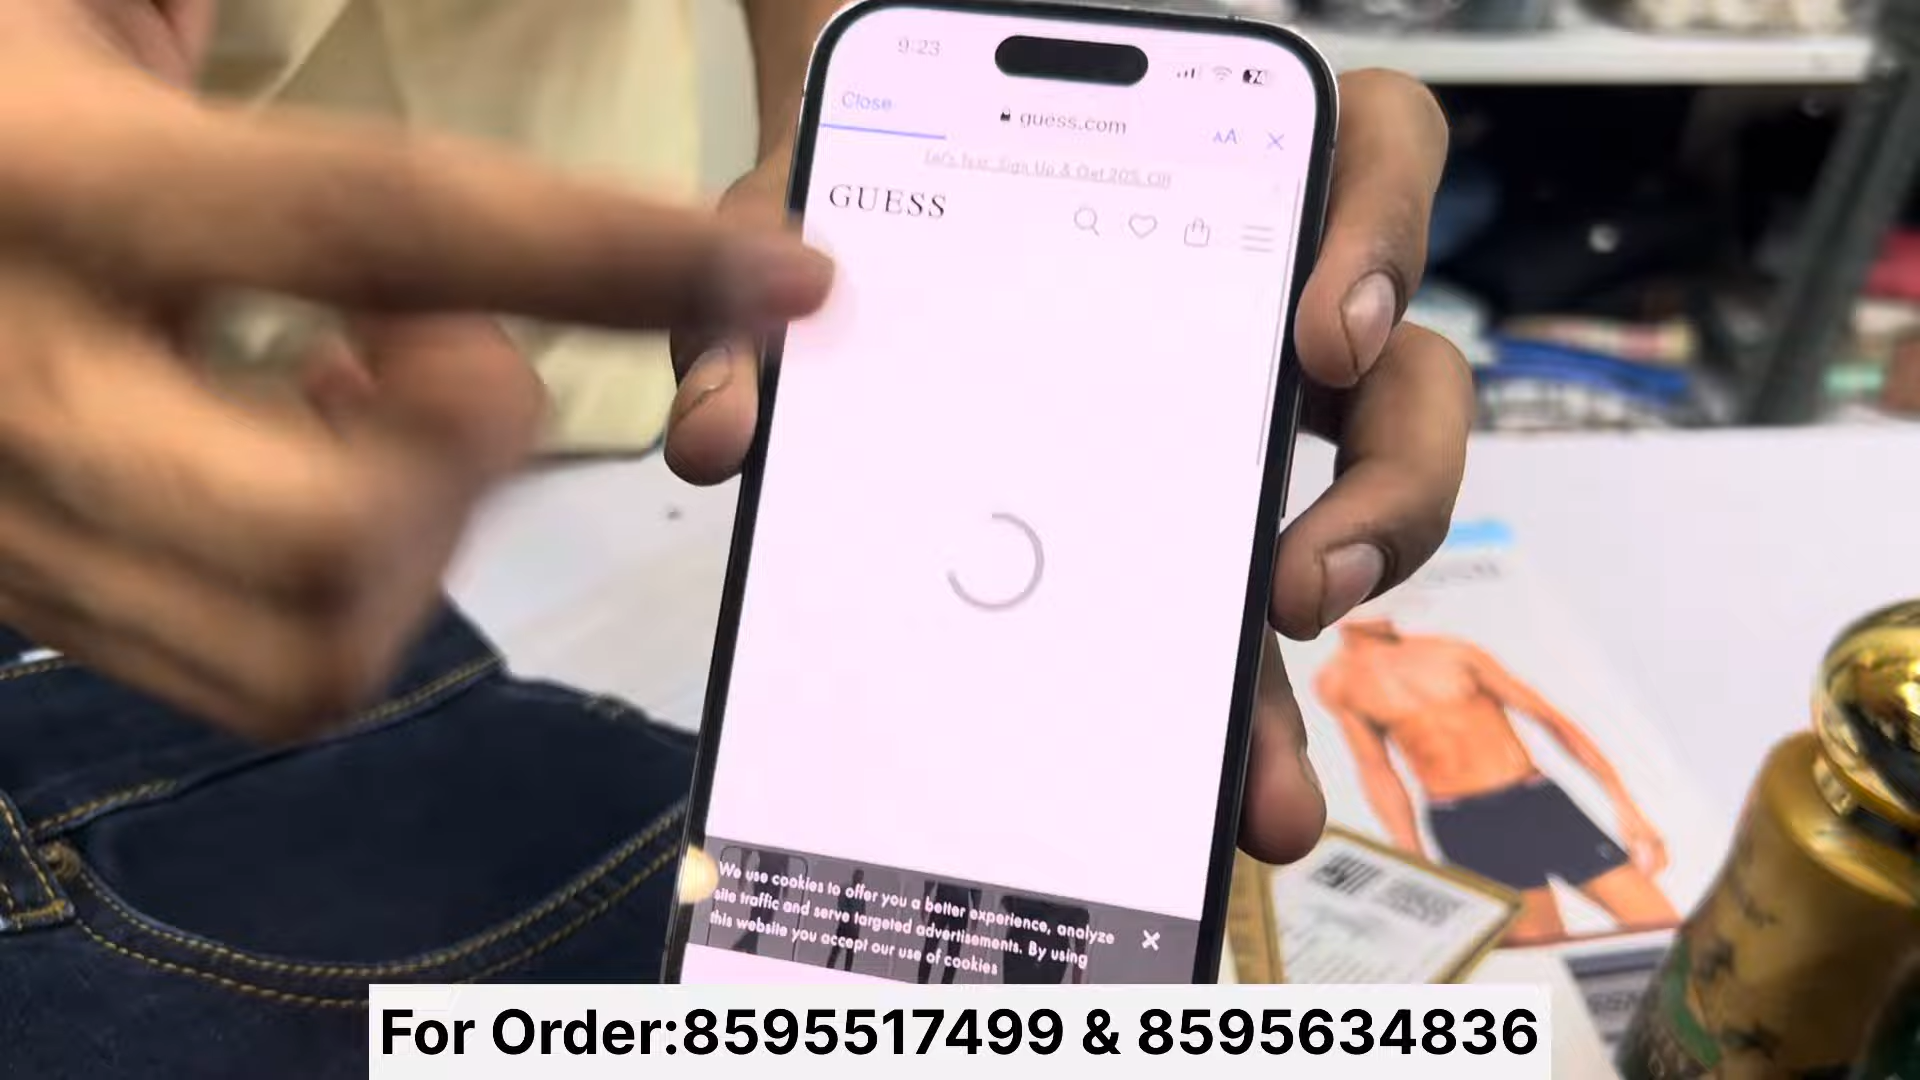 9:23
74
Close
guess.com
AA
Let's Text. Sign Up & Get 20% Off
GUESS
We use cookies to offer you a better experience, analyze
site traffic and serve targeted advertisements. By using
this website you accept our use of cookies
For Order:8595517499 & 8595634836